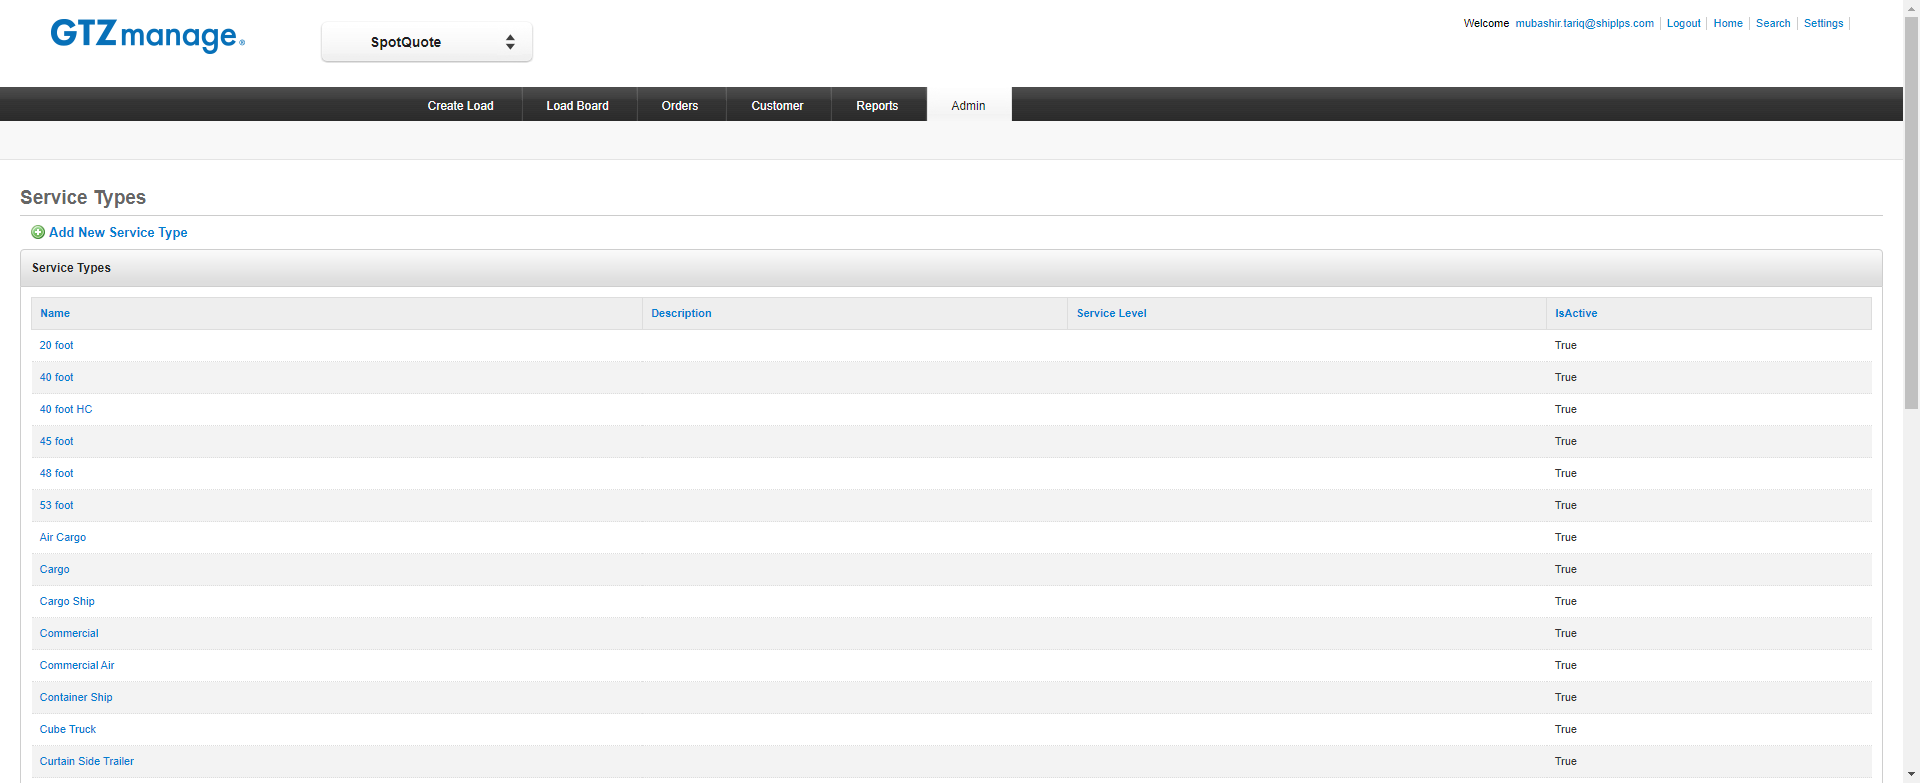 GTZmanage®
SpotQuote
Welcome mubashir.tariq@shiplps.com Logout Home Search Settings
Create Load Load Board Orders Customer Reports Admin
Service Types
Add New Service Type
Service Types
Name Description Service Level IsActive
20 foot True
40 foot True
40 foot HC True
45 foot True
48 foot True
53 foot True
Air Cargo True
Cargo True
Cargo Ship True
Commercial True
Commercial Air True
Container Ship True
Cube Truck True
Curtain Side Trailer True